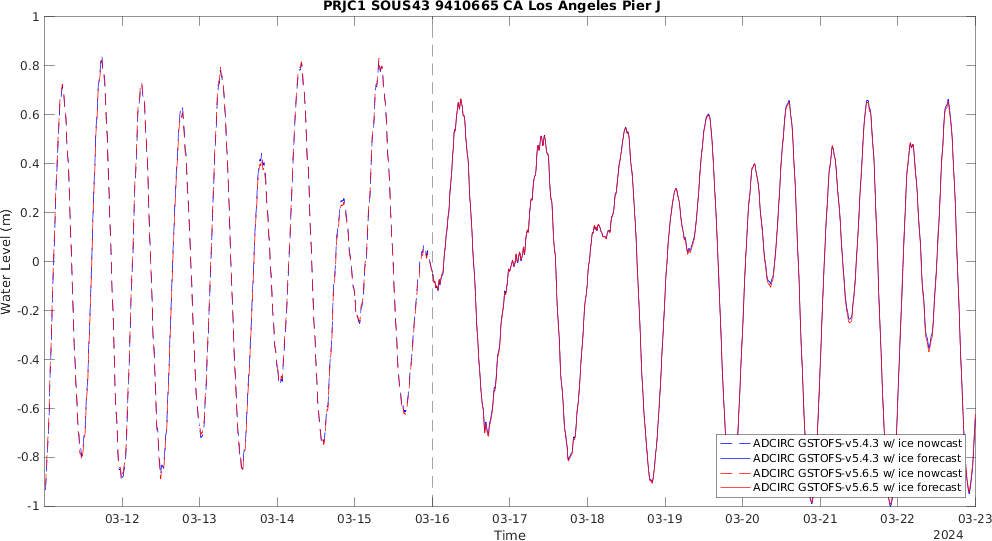 PRJC1 SOUS43 9410665 CA Los Angeles Pier J
1
0.8
0.6
0.4
0.2
0
-0.2
-0.4
-0.6
-0.8
-1
Water Level (m)
03-12 03-13 03-14 03-15 03-16 03-17 03-18 03-19 03-20 03-21 03-22 03-23
Time
2024
ADCIRC GSTOFS-v5.4.3 w/ ice nowcast
ADCIRC GSTOFS-v5.4.3 w/ ice forecast
ADCIRC GSTOFS-v5.6.5 w/ ice nowcast
ADCIRC GSTOFS-v5.6.5 w/ ice forecast